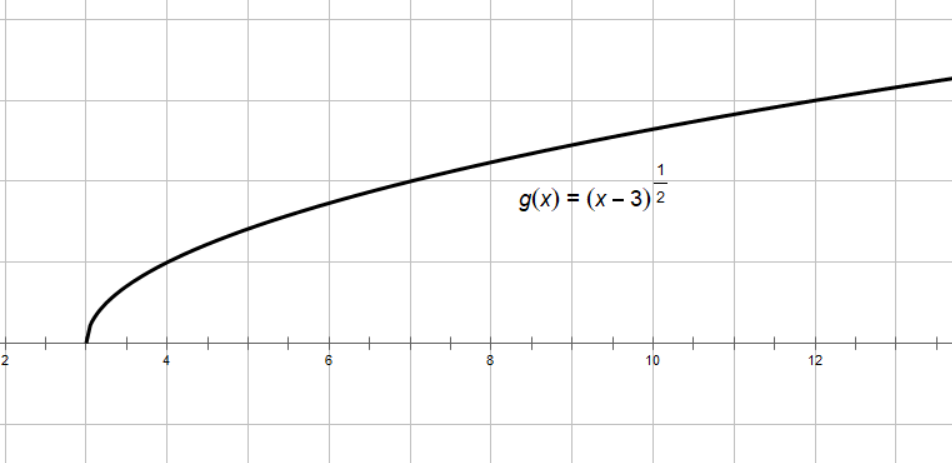 g(x) = (x – 3)^(1/2)
2 4 6 8 10 12